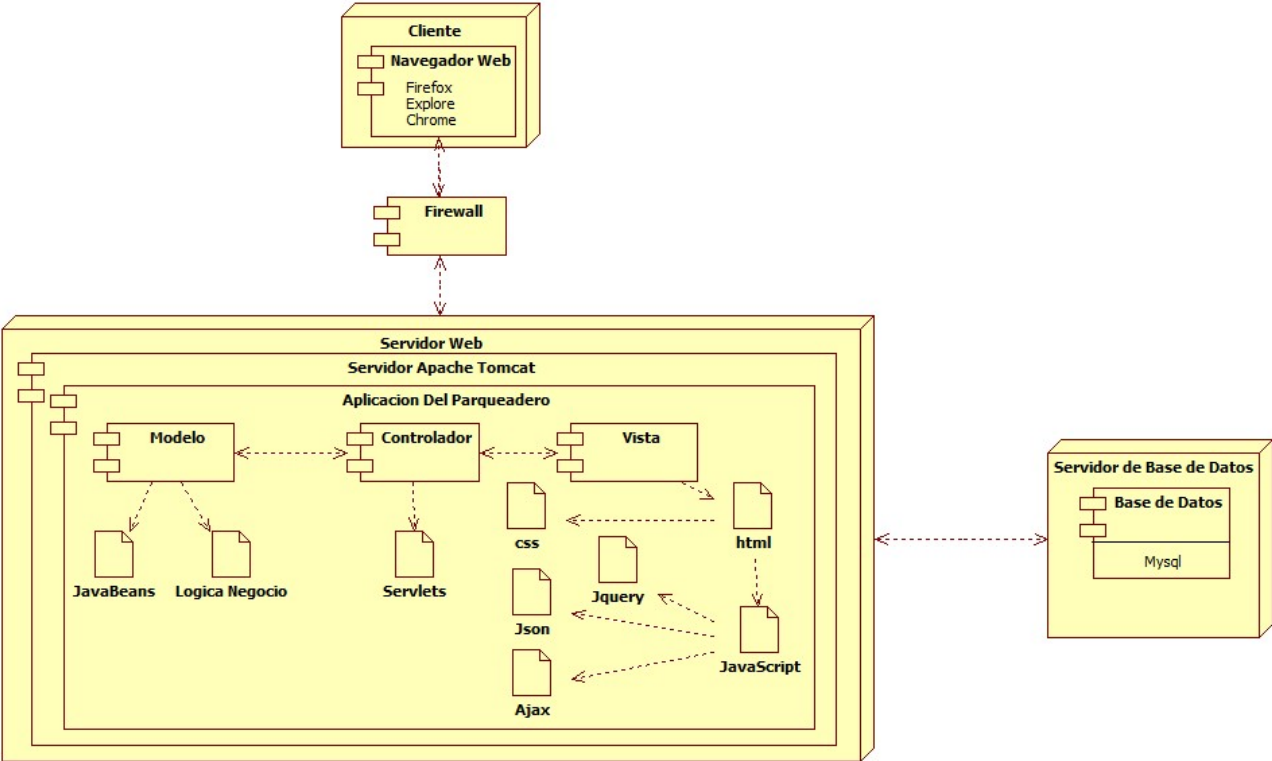 Cliente
Navegador Web
Firefox
Explore
Chrome
Firewall
Servidor Web
Servidor Apache Tomcat
Aplicacion Del Parqueadero
Modelo
Controlador
Vista
JavaBeans
Logica Negocio
Servlets
css
html
Jquery
Json
JavaScript
Ajax
Servidor de Base de Datos
Base de Datos
Mysql